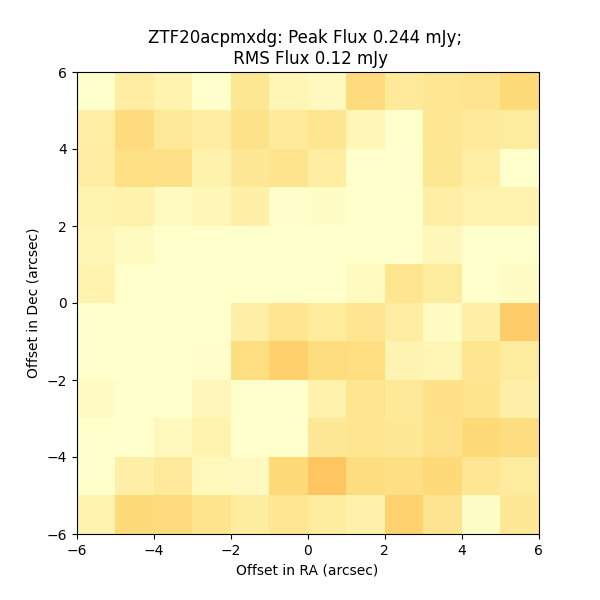 ZTF20acpmxdg: Peak Flux 0.244 mJy;
RMS Flux 0.12 mJy
6
4
2
0
−2
−4
−6
Offset in Dec (arcsec)
−6 −4 −2 0 2 4 6
Offset in RA (arcsec)